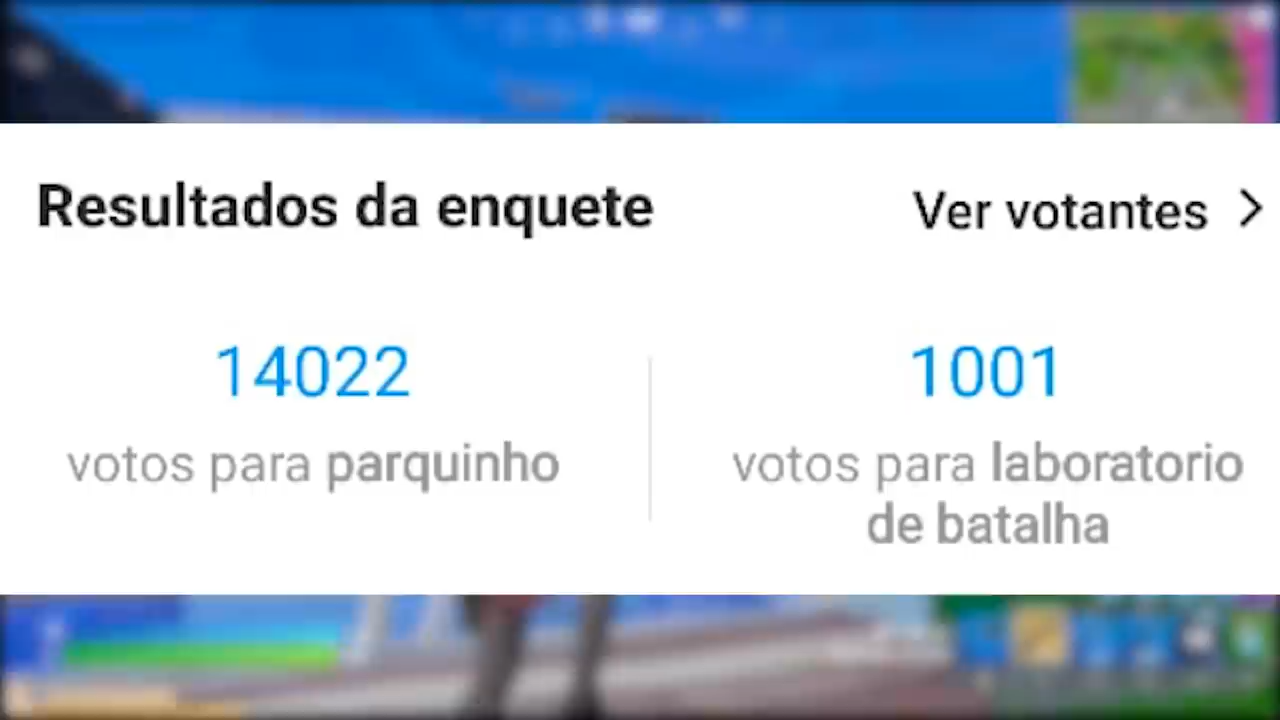 Resultados da enquete
Ver votantes
14022
votos para parquinho
1001
votos para laboratorio
de batalha